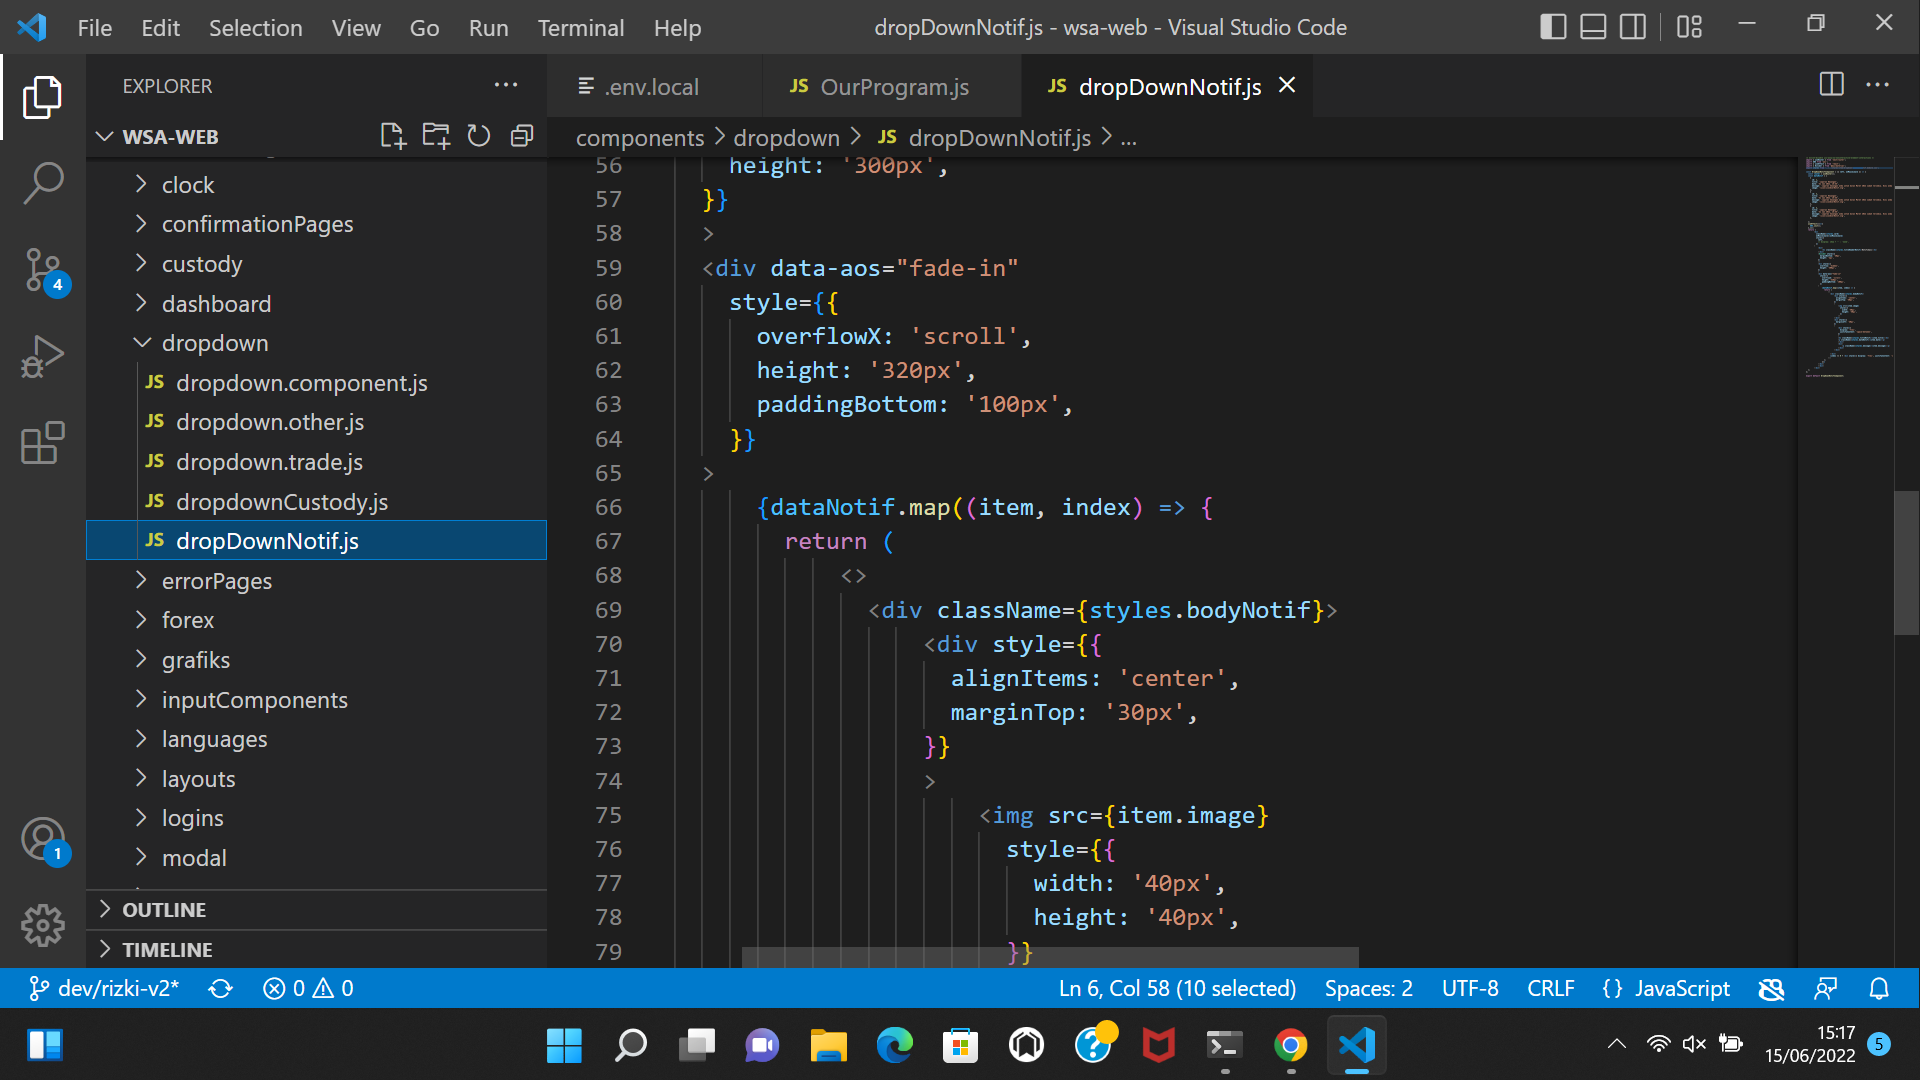 File Edit Selection View Go Run Terminal Help
dropDownNotif.js - wsa-web - Visual Studio Code
EXPLORER
WSA-WEB
clock
confirmationPages
custody
dashboard
dropdown
JS dropdown.component.js
JS dropdown.other.js
JS dropdown.trade.js
JS dropdownCustody.js
JS dropDownNotif.js
errorPages
forex
grafiks
inputComponents
languages
layouts
logins
modal
OUTLINE
TIMELINE
4
1
.env.local
JS OurProgram.js
JS dropDownNotif.js
components > dropdown > JS dropDownNotif.js > ...
56 height: '300px',
57 }}
58 >
59 <div data-aos="fade-in"
60 style={{
61 overflowX: 'scroll',
62 height: '320px',
63 paddingBottom: '100px',
64 }}
65 >
66 {dataNotif.map((item, index) => {
67 return (
68 <>
69 <div className={styles.bodyNotif}>
70 <div style={{
71 alignItems: 'center',
72 marginTop: '30px',
73 }}
74 >
75 <img src={item.image}
76 style={{
77 width: '40px',
78 height: '40px',
79 }}
dev/rizki-v2* 0 0
Ln 6, Col 58 (10 selected) Spaces: 2 UTF-8 CRLF {} JavaScript
15:17
15/06/2022
5